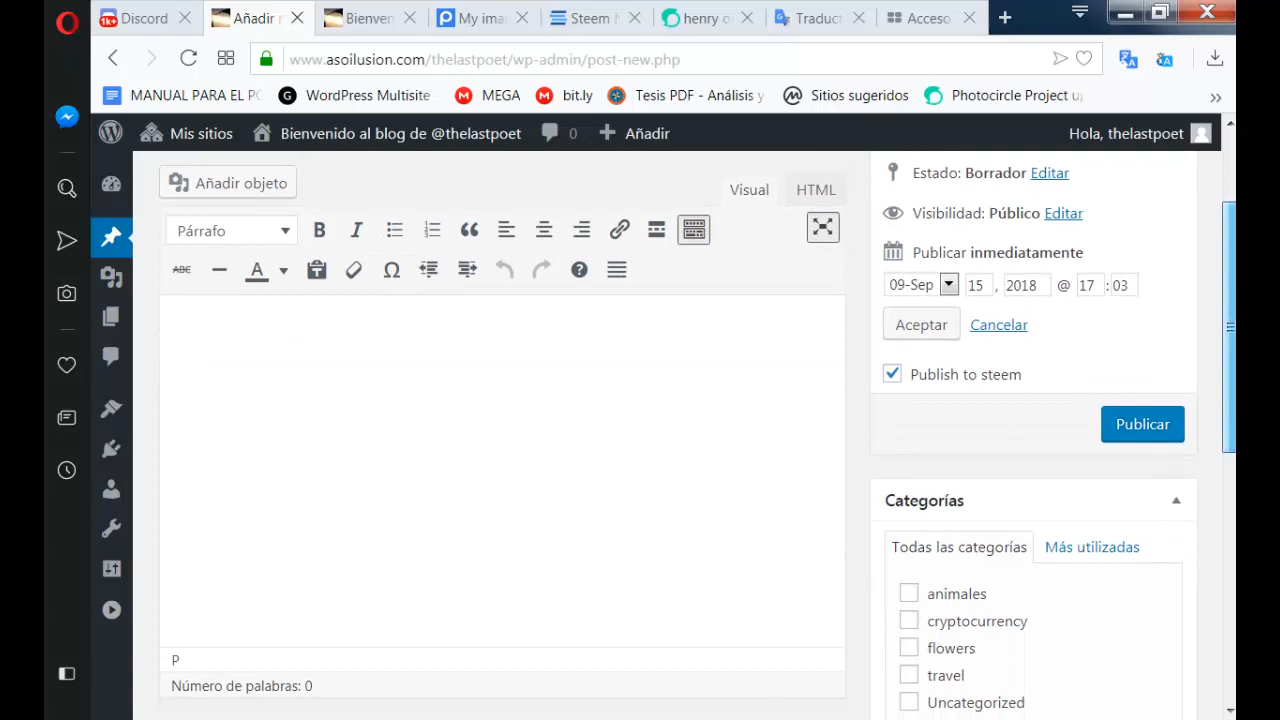 Discord
Añadir
Bienven
My ima
Steem
henry o
Traduct
Acceso
www.asoilusion.com/thelastpoet/wp-admin/post-new.php
MANUAL PARA EL PO
WordPress Multisite
MEGA
bit.ly
Tesis PDF - Análisis y
Sitios sugeridos
Photocircle Project up
Mis sitios
Bienvenido al blog de @thelastpoet
0
Añadir
Hola, thelastpoet
Añadir objeto
Visual
HTML
Párrafo
B
I
ABC
A
Estado: Borrador Editar
Visibilidad: Público Editar
Publicar inmediatamente
09-Sep 15 , 2018 @ 17 : 03
Aceptar
Cancelar
Publish to steem
Publicar
Categorías
Todas las categorías
Más utilizadas
animales
cryptocurrency
flowers
travel
Uncategorized
P
Número de palabras: 0